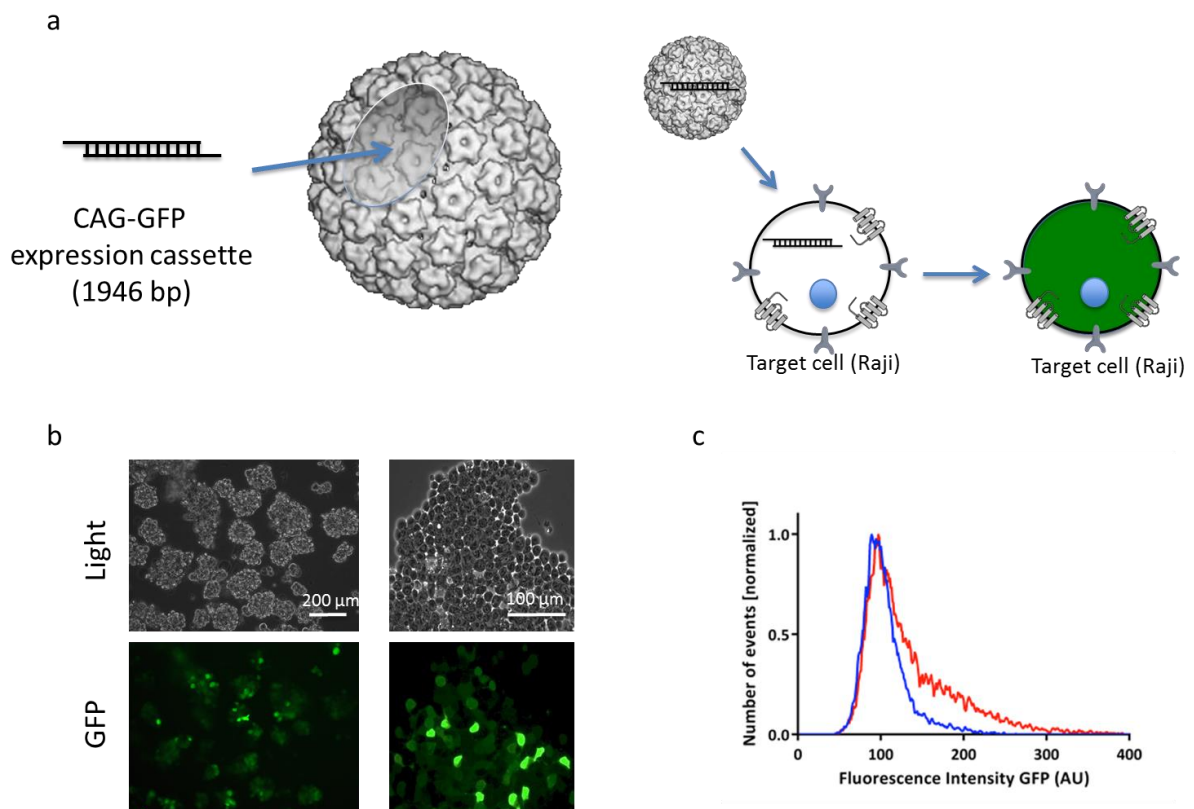 a
CAG-GFP
expression cassette
(1946 bp)
Target cell (Raji)
Target cell (Raji)
b
Light
200 µm
100 µm
GFP
c
Number of events [normalized]
1.0
0.5
0.0
0
100
200
300
400
Fluorescence Intensity GFP (AU)